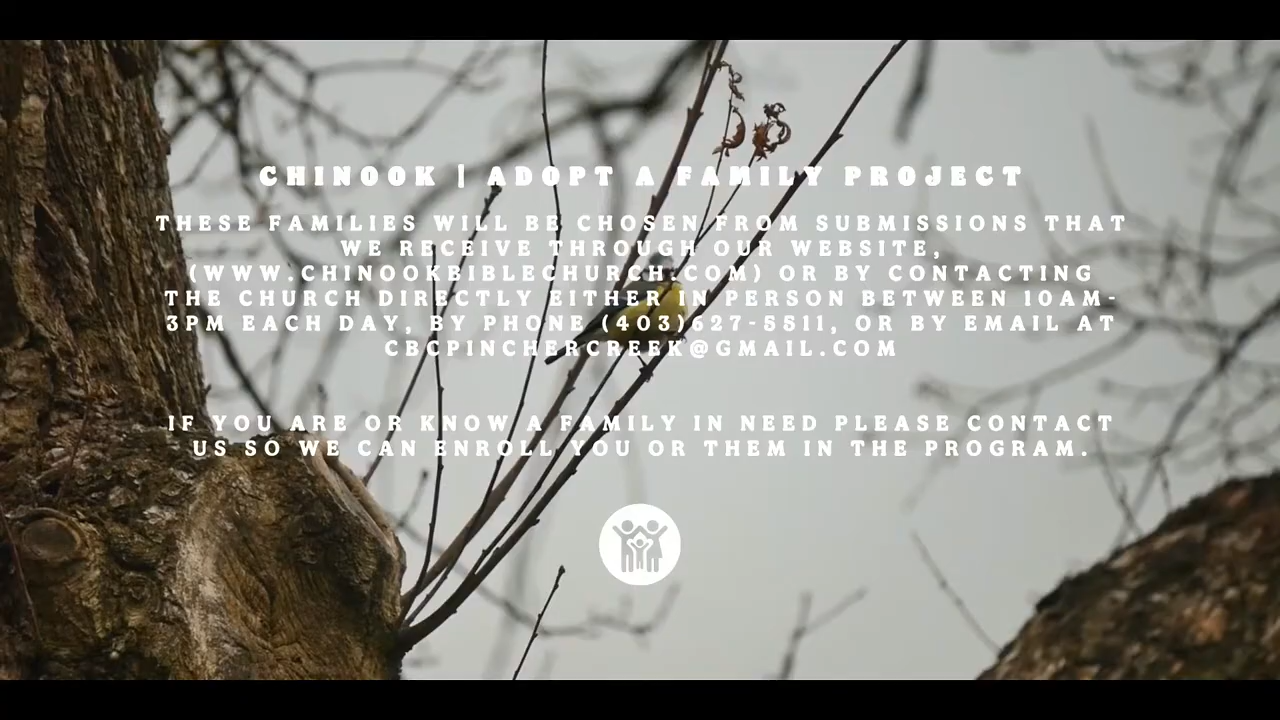 CHINOOK | ADOPT A FAMILY PROJECT
THESE FAMILIES WILL BE CHOSEN FROM SUBMISSIONS THAT
WE RECEIVE THROUGH OUR WEBSITE,
(WWW.CHINOOKBIBLECHURCH.COM) OR BY CONTACTING
THE CHURCH DIRECTLY EITHER IN PERSON BETWEEN 10AM-
3PM EACH DAY, BY PHONE (403)627-5511, OR BY EMAIL AT
CBCPINCHERCREEK@GMAIL.COM
IF YOU ARE OR KNOW A FAMILY IN NEED PLEASE CONTACT
US SO WE CAN ENROLL YOU OR THEM IN THE PROGRAM.